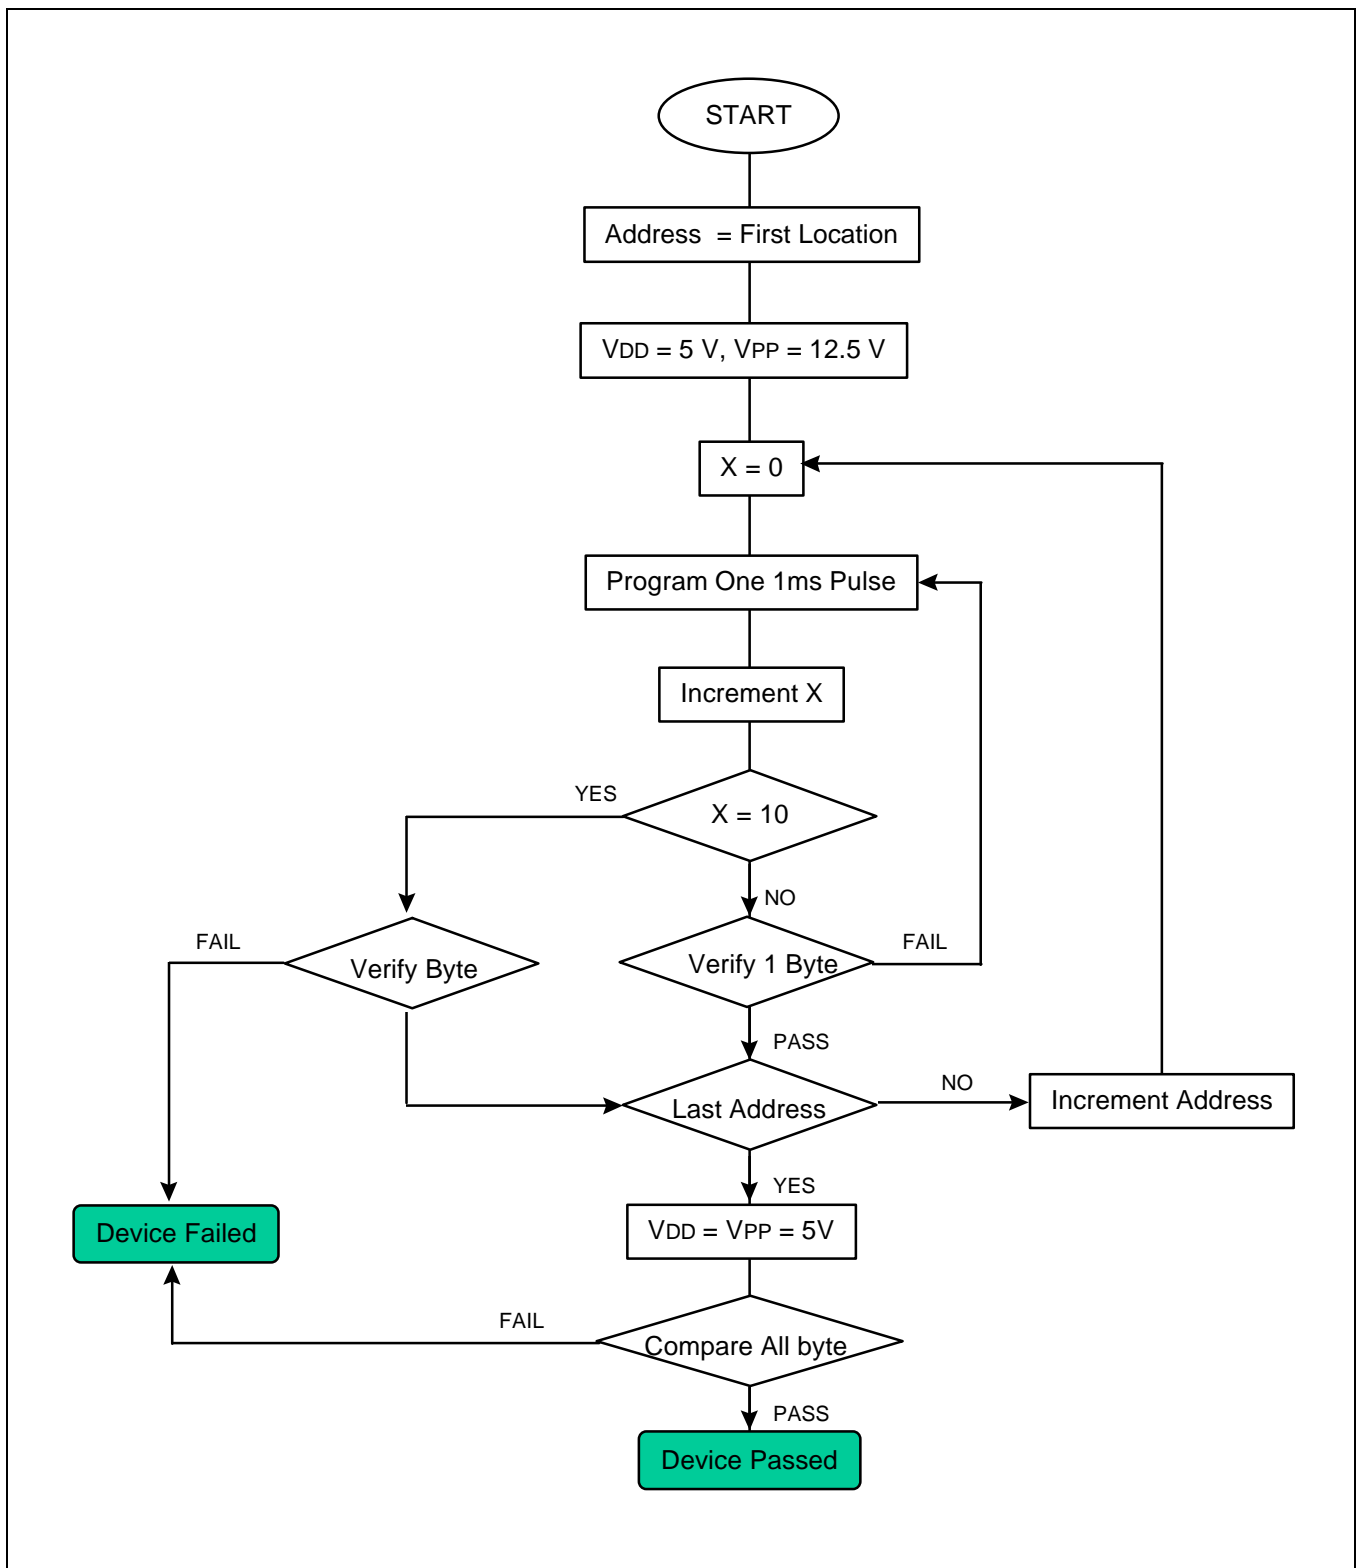 START
Address = First Location
VDD = 5 V, VPP = 12.5 V
X = 0
Program One 1ms Pulse
Increment X
YES
X = 10
NO
FAIL
Verify Byte
Verify 1 Byte
FAIL
PASS
Last Address
NO
Increment Address
YES
Device Failed
VDD = VPP = 5V
FAIL
Compare All byte
PASS
Device Passed